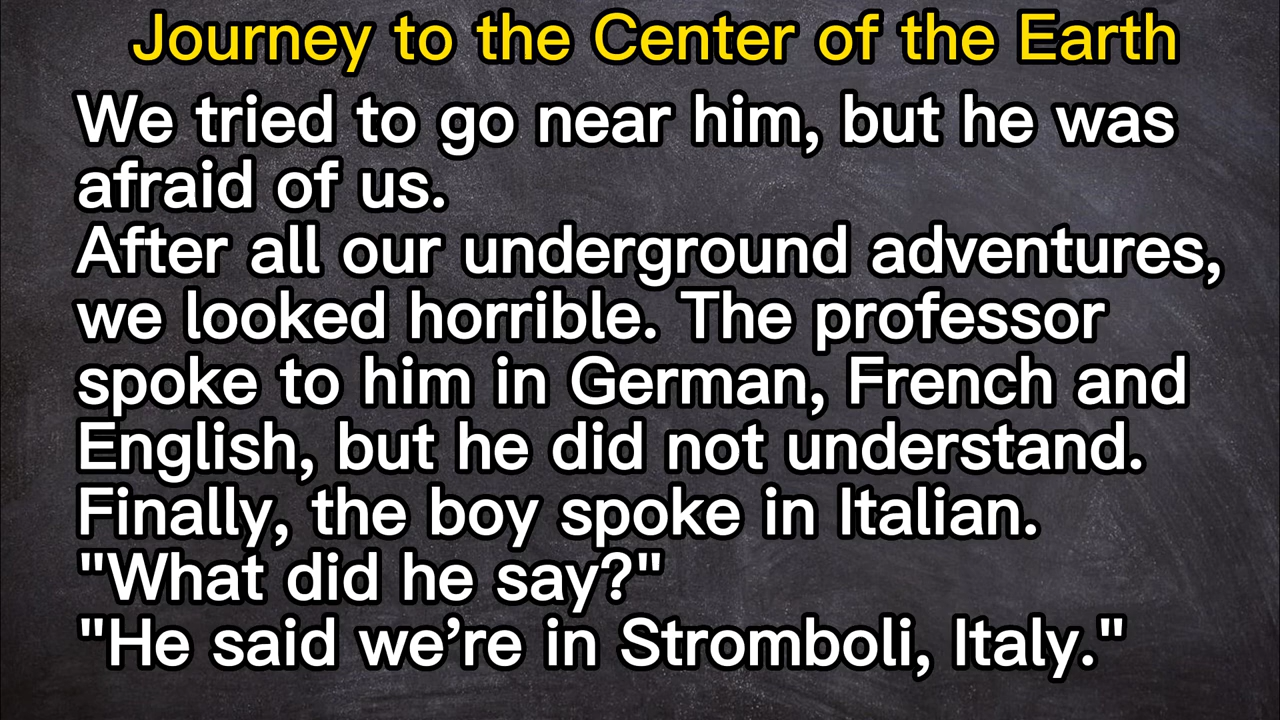 Journey to the Center of the Earth
We tried to go near him, but he was
afraid of us.
After all our underground adventures,
we looked horrible. The professor
spoke to him in German, French and
English, but he did not understand.
Finally, the boy spoke in Italian.
"What did he say?"
"He said we’re in Stromboli, Italy."